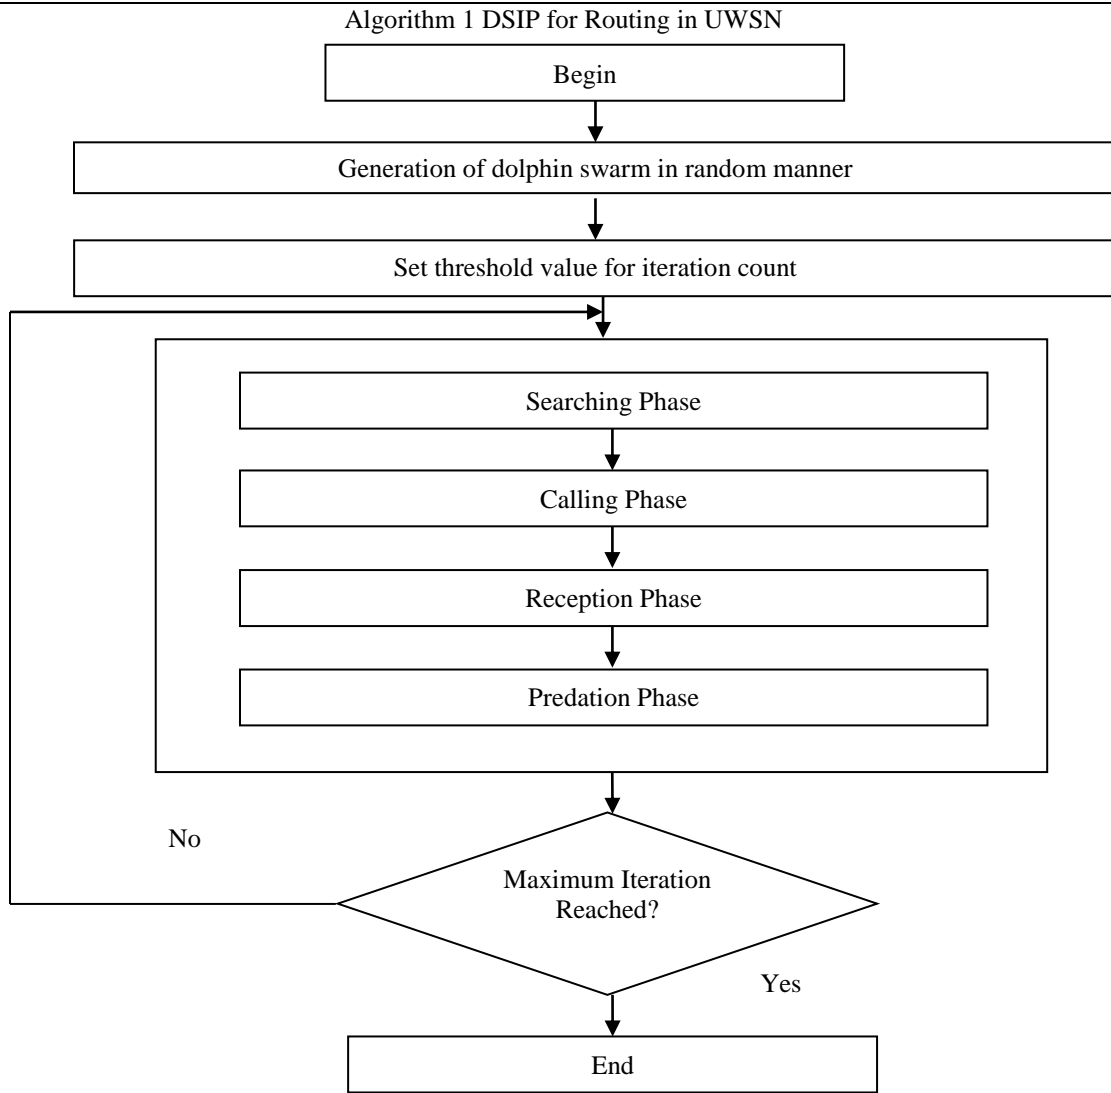 Algorithm 1 DSIP for Routing in UWSN
Begin
Generation of dolphin swarm in random manner
Set threshold value for iteration count
Searching Phase
Calling Phase
Reception Phase
Predation Phase
No
Maximum Iteration
Reached?
Yes
End